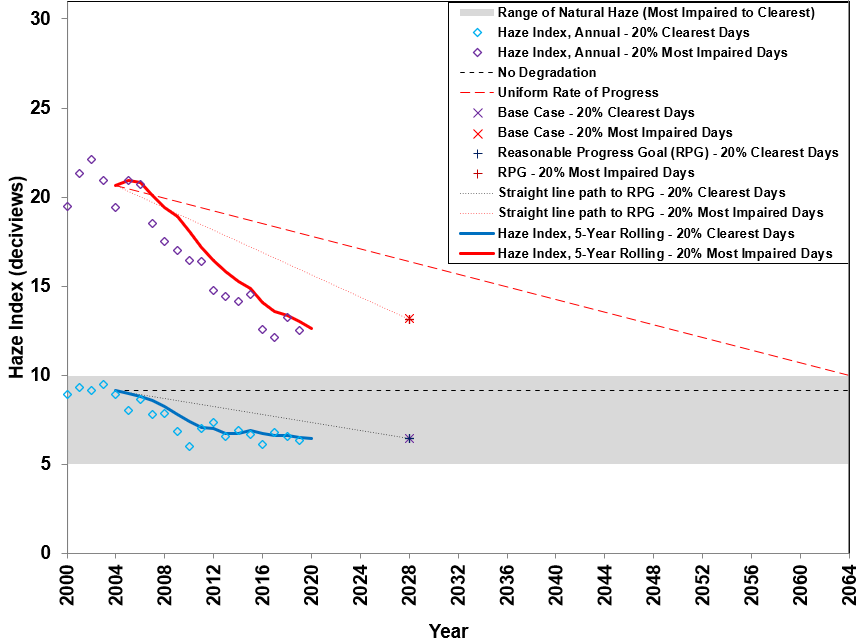 30
25
20
15
10
5
0
Haze Index (deciviews)
Range of Natural Haze (Most Impaired to Clearest)
Haze Index, Annual - 20% Clearest Days
Haze Index, Annual - 20% Most Impaired Days
No Degradation
Uniform Rate of Progress
Base Case - 20% Clearest Days
Base Case - 20% Most Impaired Days
Reasonable Progress Goal (RPG) - 20% Clearest Days
RPG - 20% Most Impaired Days
Straight line path to RPG - 20% Clearest Days
Straight line path to RPG - 20% Most Impaired Days
Haze Index, 5-Year Rolling - 20% Clearest Days
Haze Index, 5-Year Rolling - 20% Most Impaired Days
2000
2004
2008
2012
2016
2020
2024
2028
2032
2036
2040
2044
2048
2052
2056
2060
2064
Year